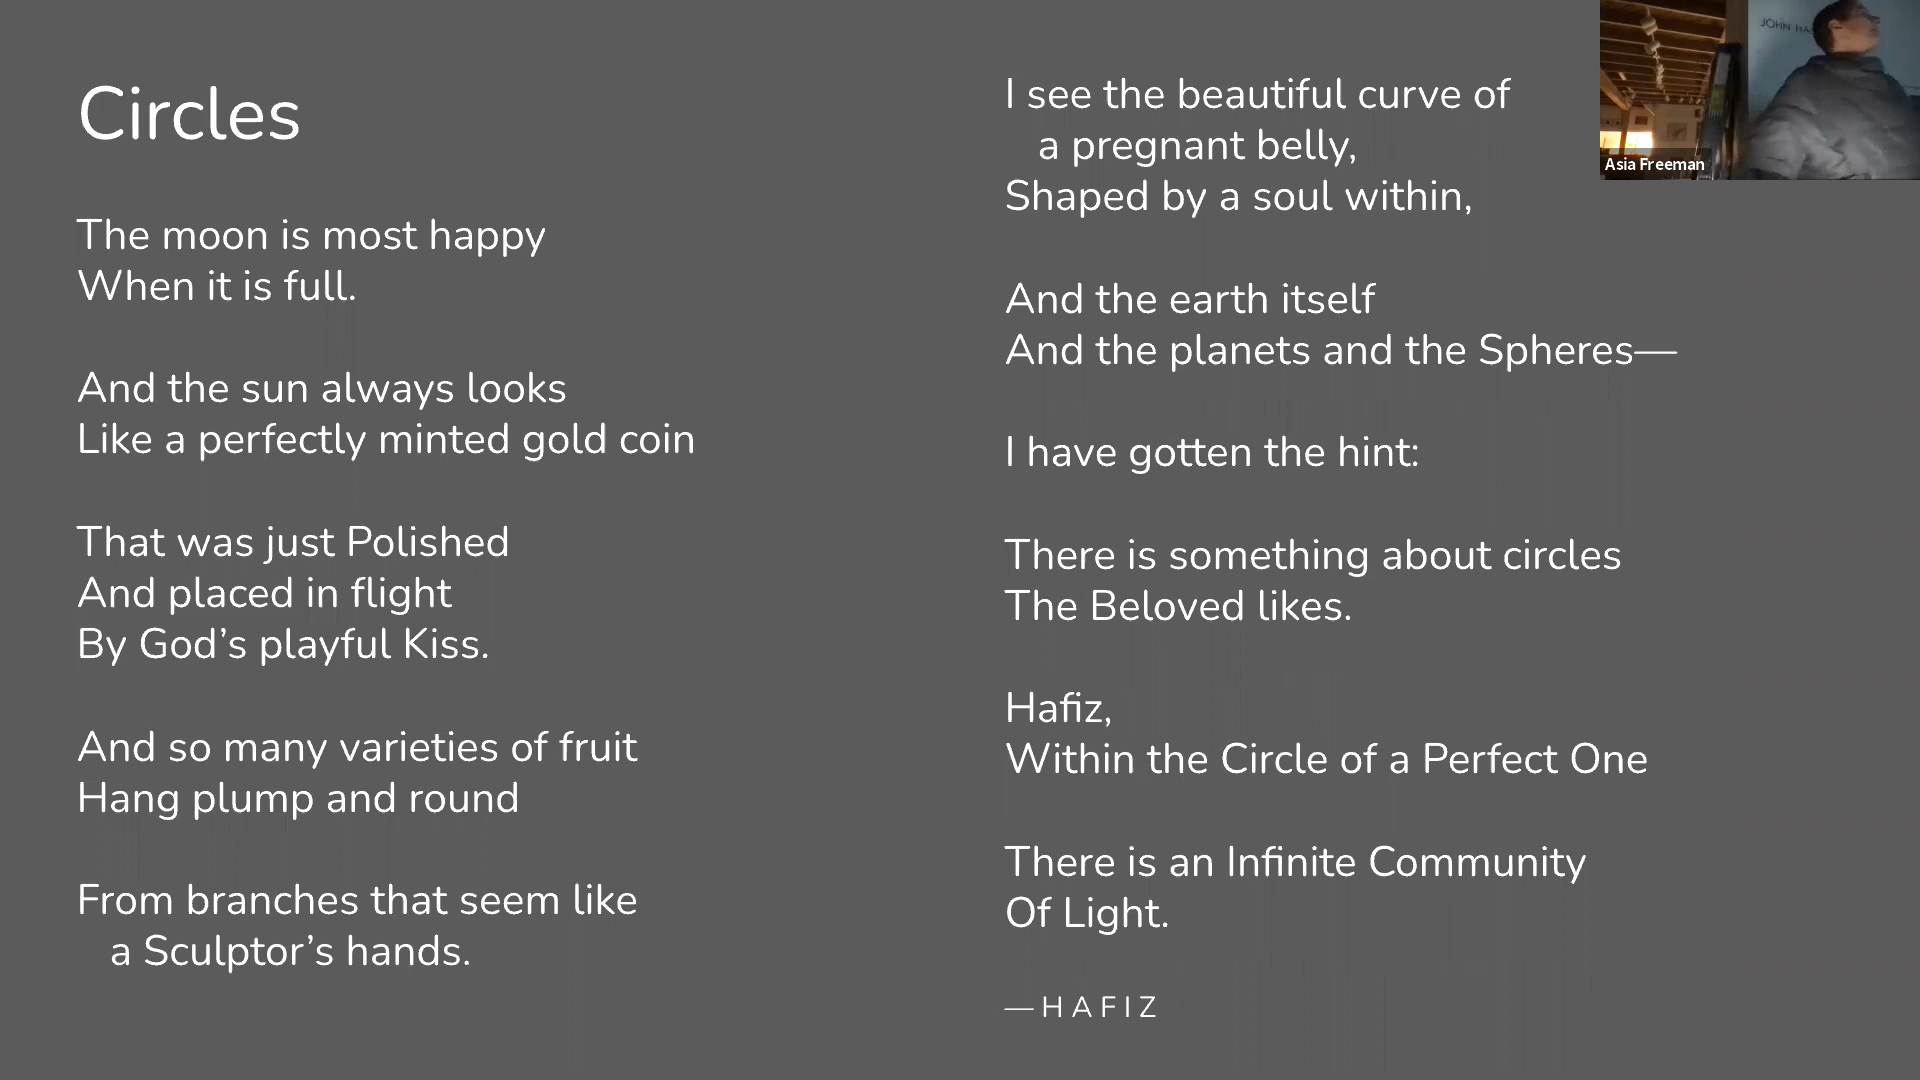 Circles
The moon is most happy
When it is full.
And the sun always looks
Like a perfectly minted gold coin
That was just Polished
And placed in flight
By God’s playful Kiss.
And so many varieties of fruit
Hang plump and round
From branches that seem like
a Sculptor’s hands.
I see the beautiful curve of
a pregnant belly,
Shaped by a soul within,
And the earth itself
And the planets and the Spheres—
I have gotten the hint:
There is something about circles
The Beloved likes.
Hafiz,
Within the Circle of a Perfect One
There is an Infinite Community
Of Light.
—HAFIZ
JOHN
Asia Freeman